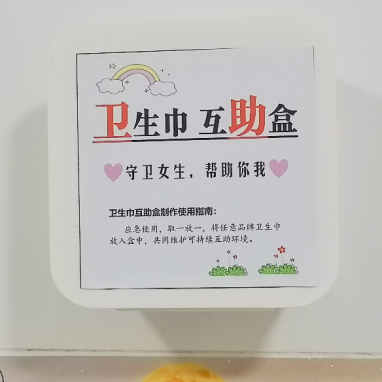 卫生巾 互助盒
守卫女生，帮助你我
卫生巾互助盒制作使用指南：
应急使用，取一放一，将任意品牌卫生巾
放入盒中，共同维护可持续互助环境。